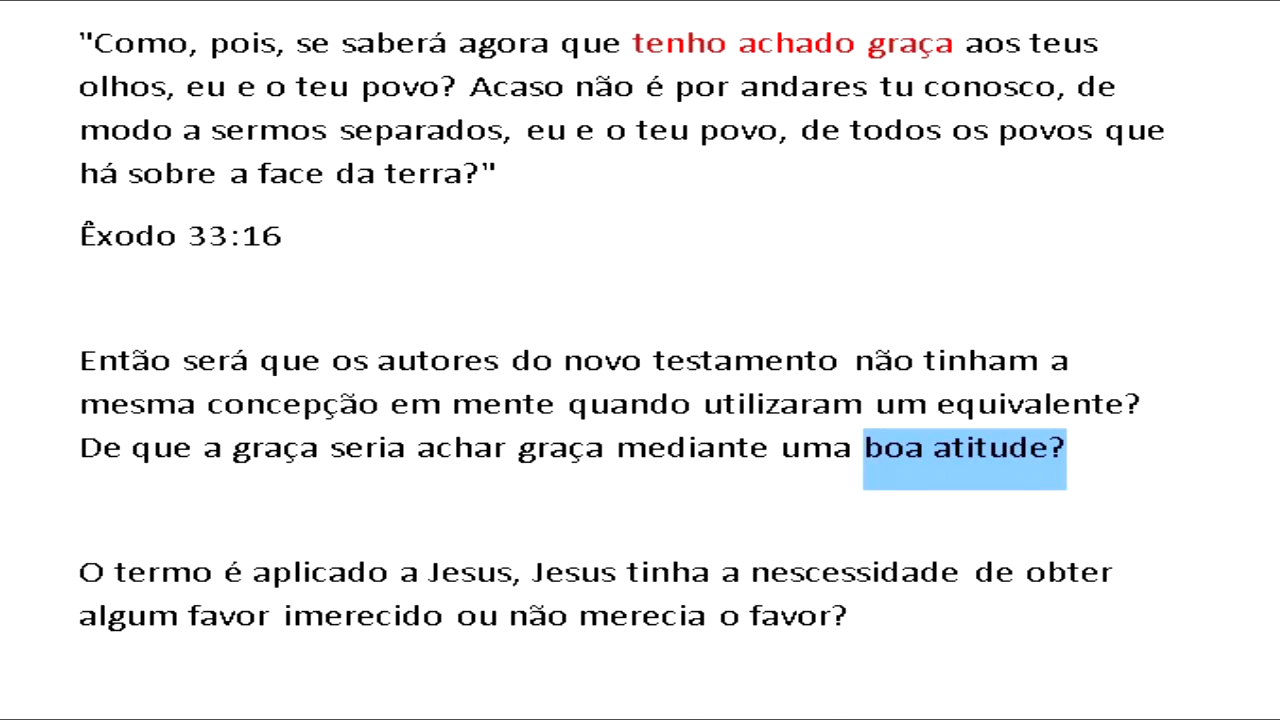 "Como, pois, se saberá agora que tenho achado graça aos teus
olhos, eu e o teu povo? Acaso não é por andares tu conosco, de
modo a sermos separados, eu e o teu povo, de todos os povos que
há sobre a face da terra?"
Êxodo 33:16
Então será que os autores do novo testamento não tinham a
mesma concepção em mente quando utilizaram um equivalente?
De que a graça seria achar graça mediante uma boa atitude?
O termo é aplicado a Jesus, Jesus tinha a nescessidade de obter
algum favor imerecido ou não merecia o favor?